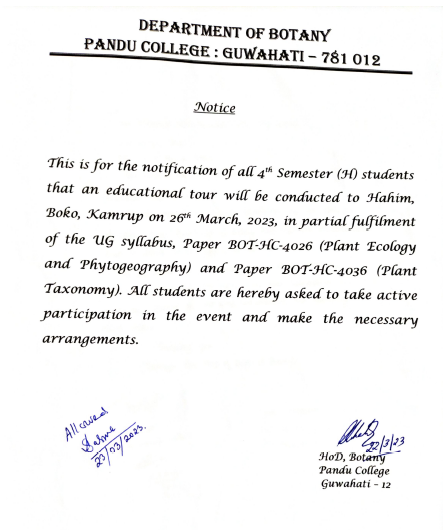 DEPARTMENT OF BOTANY
PANDU COLLEGE : GUWAHATI – 781 012
Notice
This is for the notification of all 4th Semester (H) students
that an educational tour will be conducted to Hahim,
Boko, Kamrup on 26th March, 2023, in partial fulfilment
of the UG syllabus, Paper BOT-HC-4026 (Plant Ecology
and Phytogeography) and Paper BOT-HC-4036 (Plant
Taxonomy). All students are hereby asked to take active
participation in the event and make the necessary
arrangements.
Allowed
23/03/2023.
22/3/23
HoD, Botany
Pandu College
Guwahati - 12